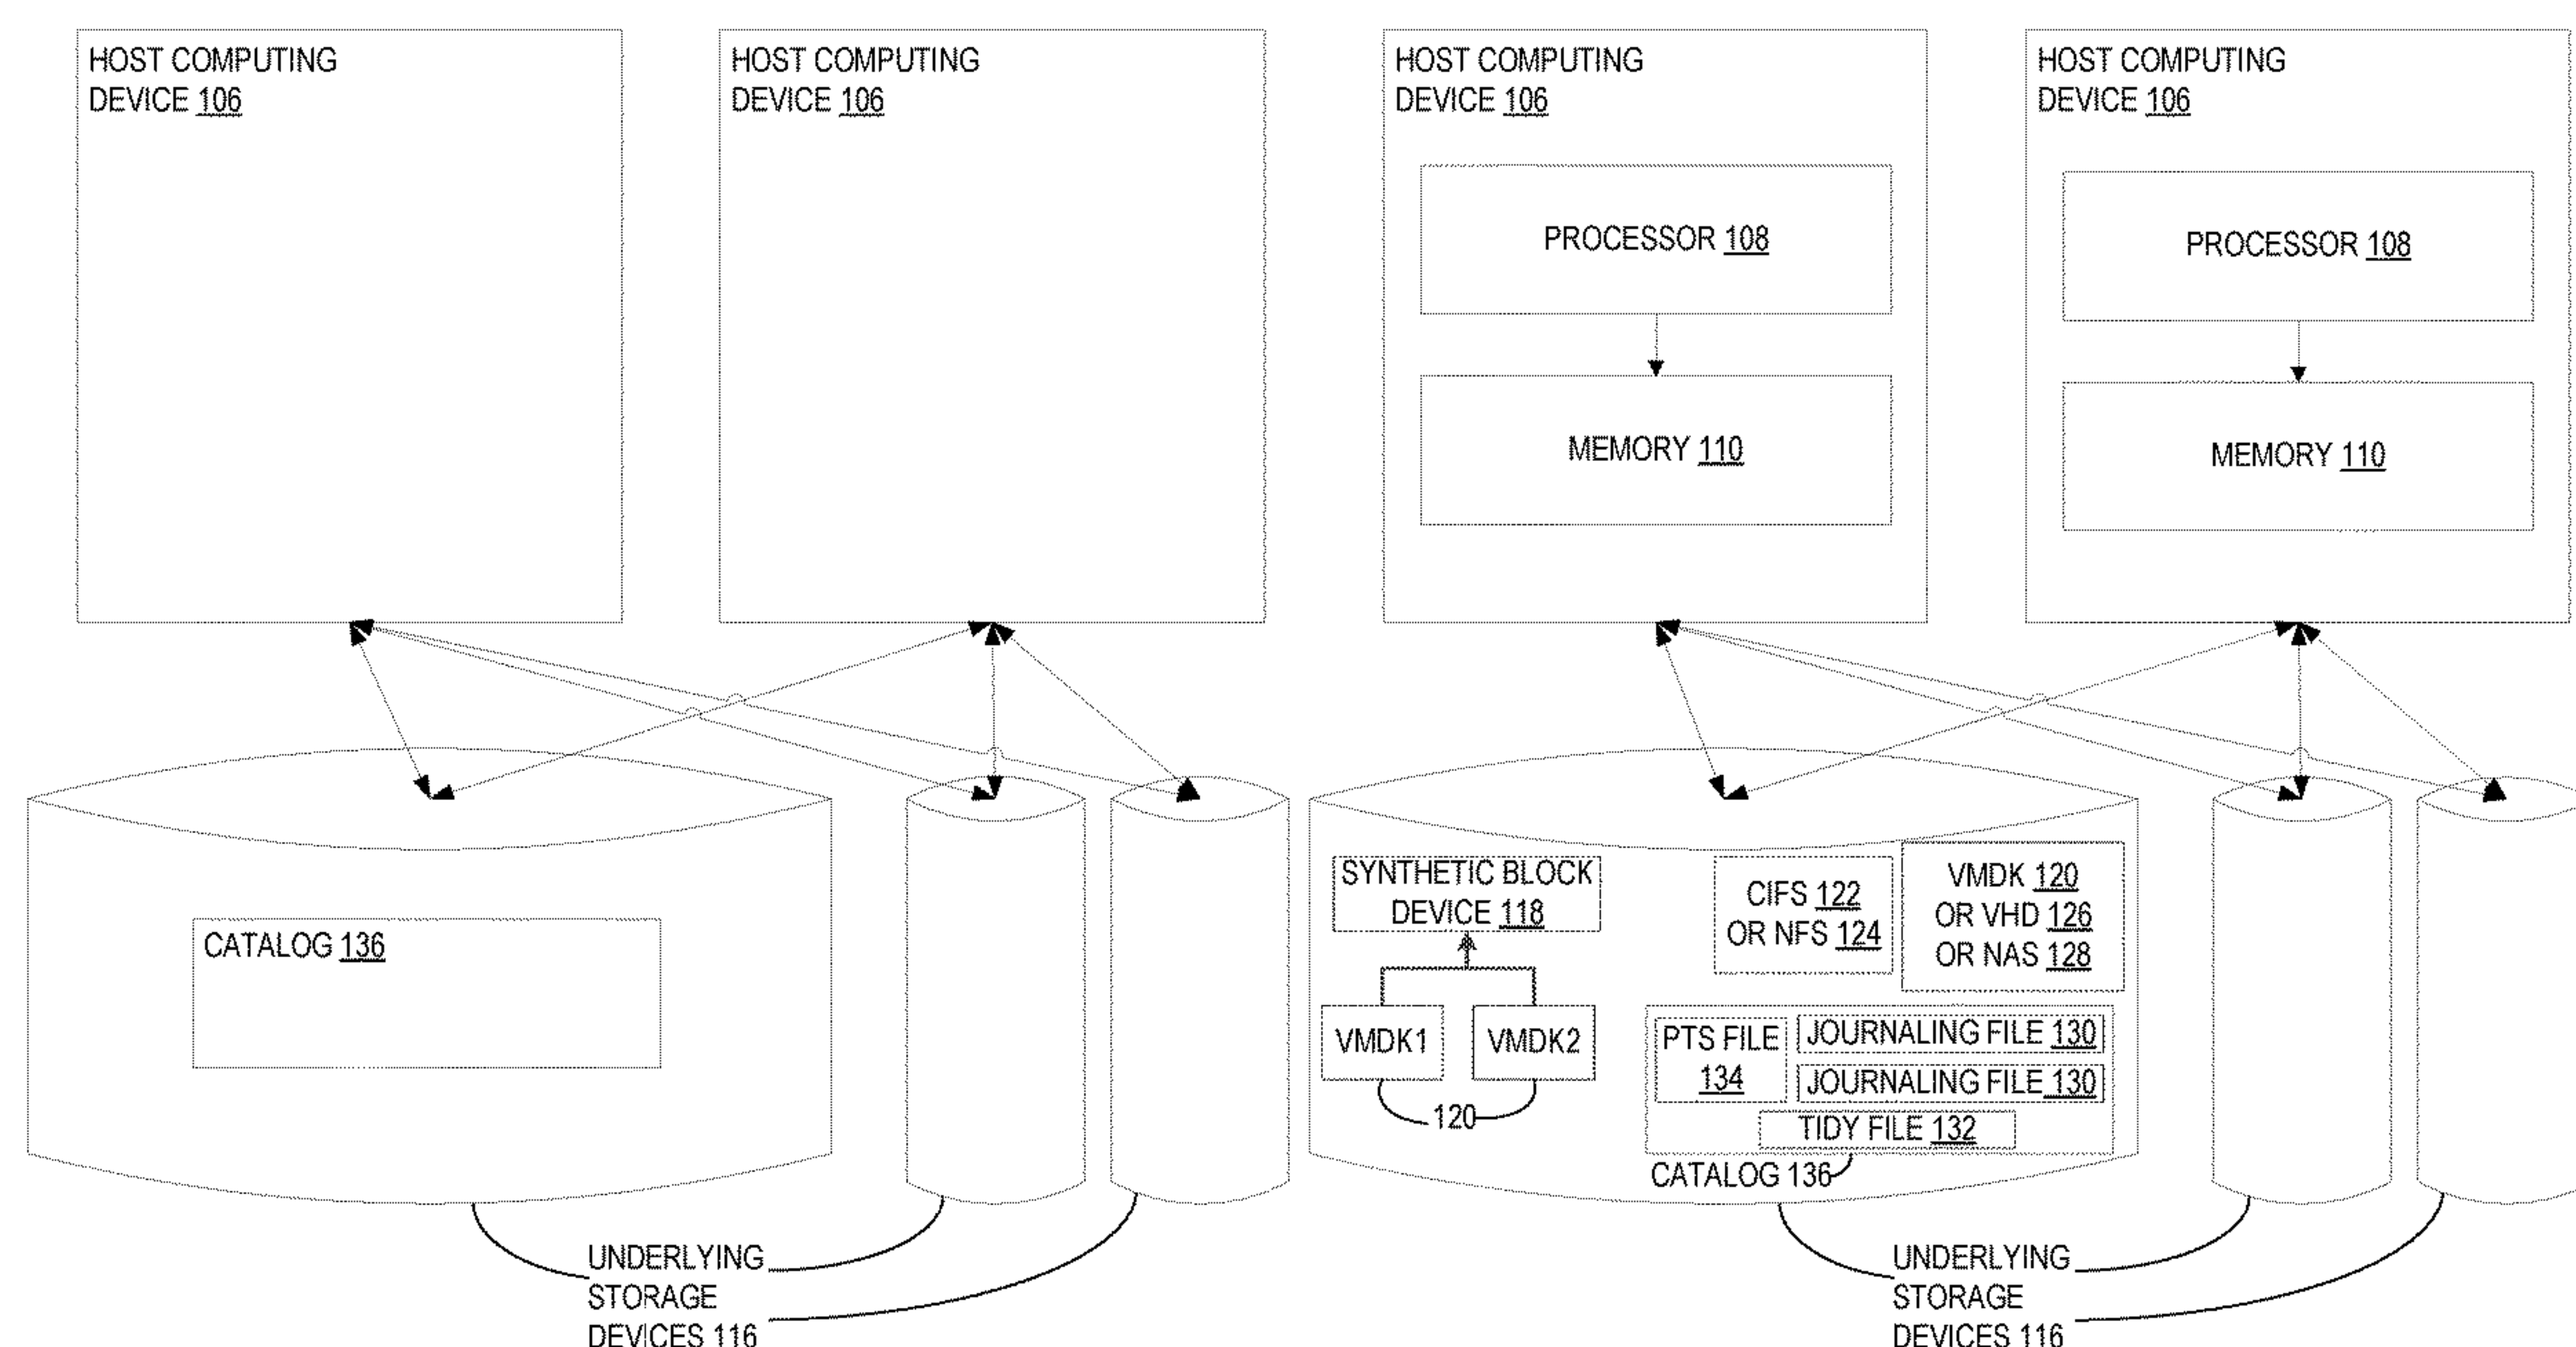 HOST COMPUTING
DEVICE 106
HOST COMPUTING
DEVICE 106
HOST COMPUTING
DEVICE 106
PROCESSOR 108
MEMORY 110
HOST COMPUTING
DEVICE 106
PROCESSOR 108
MEMORY 110
CATALOG 136
UNDERLYING
STORAGE
DEVICES 116
SYNTHETIC BLOCK
DEVICE 118
VMDK1
VMDK2
120
CIFS 122
OR NFS 124
VMDK 120
OR VHD 126
OR NAS 128
PTS FILE
134
JOURNALING FILE 130
JOURNALING FILE 130
TIDY FILE 132
CATALOG 136
UNDERLYING
STORAGE
DEVICES 116